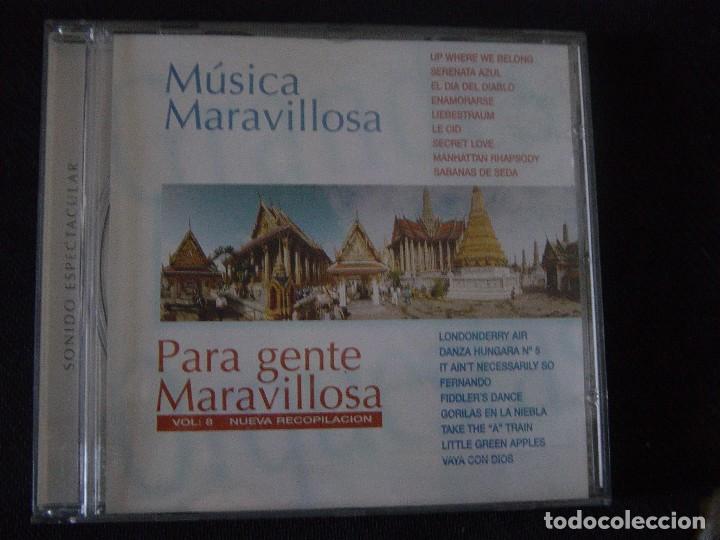 SONIDO ESPECTACULAR
Música
Maravillosa
UP WHERE WE BELONG
SERENATA AZUL
EL DIA DEL DIABLO
ENAMORARSE
LIEBESTRAUM
LE CID
SECRET LOVE
MANHATTAN RHAPSODY
SABANAS DE SEDA
Para gente
Maravillosa
VOL: 8 NUEVA RECOPILACION
LONDONDERRY AIR
DANZA HUNGARA Nº 5
IT AIN'T NECESSARILY SO
FERNANDO
FIDDLER'S DANCE
GORILAS EN LA NIEBLA
TAKE THE "A" TRAIN
LITTLE GREEN APPLES
VAYA CON DIOS
todocoleccion.net